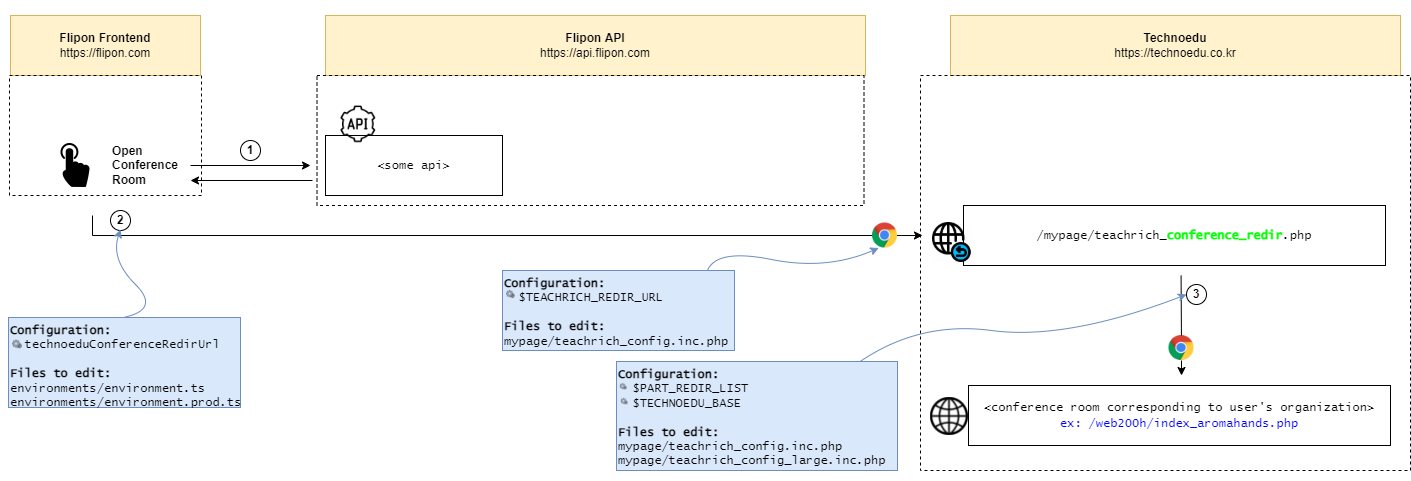 Flipon Frontend
https://flipon.com
Flipon API
https://api.flipon.com
Technoedu
https://technoedu.co.kr
API
Open
Conference
Room
1
<some api>
2
/mypage/teachrich_conference_redir.php
Configuration:
$TEACHRICH_REDIR_URL
Files to edit:
mypage/teachrich_config.inc.php
3
Configuration:
technoeduConferenceRedirUrl
Files to edit:
environments/environment.ts
environments/environment.prod.ts
Configuration:
$PART_REDIR_LIST
$TECHNOEDU_BASE
Files to edit:
mypage/teachrich_config.inc.php
mypage/teachrich_config_large.inc.php
<conference room corresponding to user's organization>
ex: /web200h/index_aromahands.php